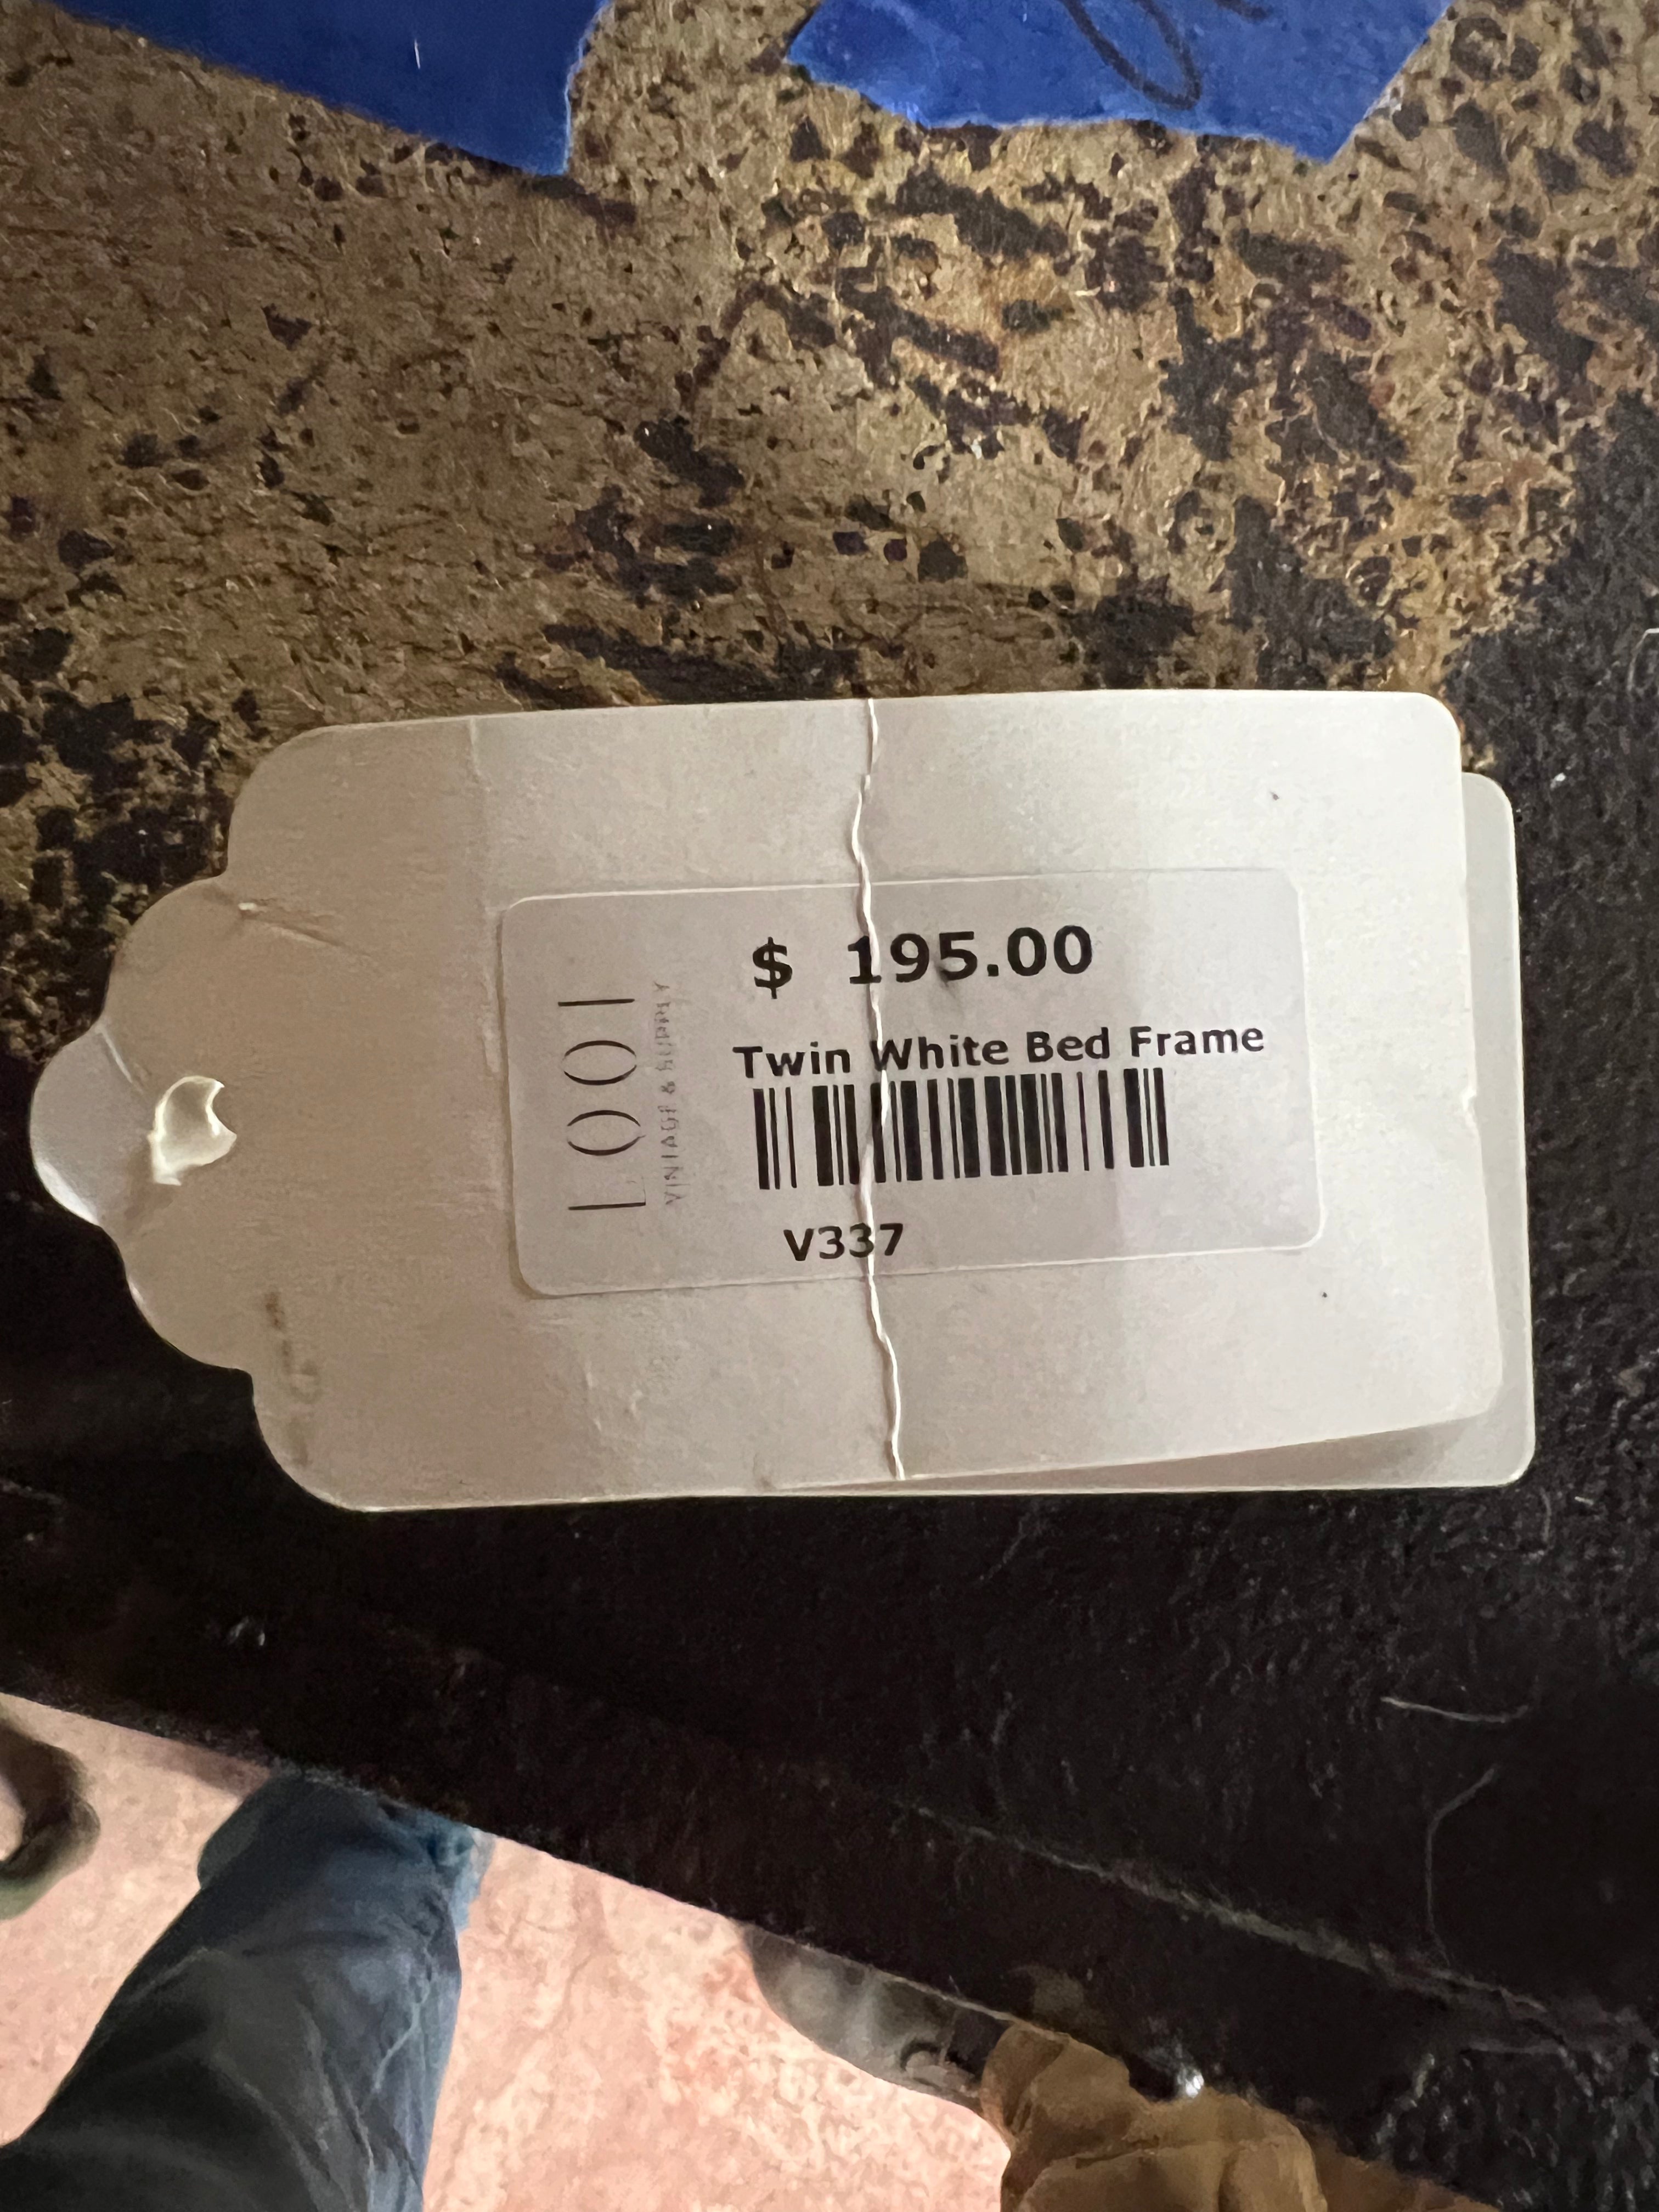 $ 195.00
Twin White Bed Frame
V337
LOOT
VINTAGE & SUPPLY